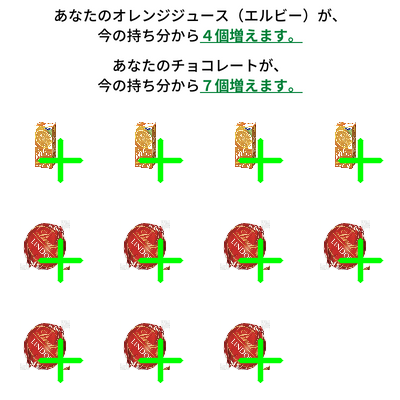 あなたのオレンジジュース（エルビー）が、
今の持ち分から４個増えます。
あなたのチョコレートが、
今の持ち分から７個増えます。